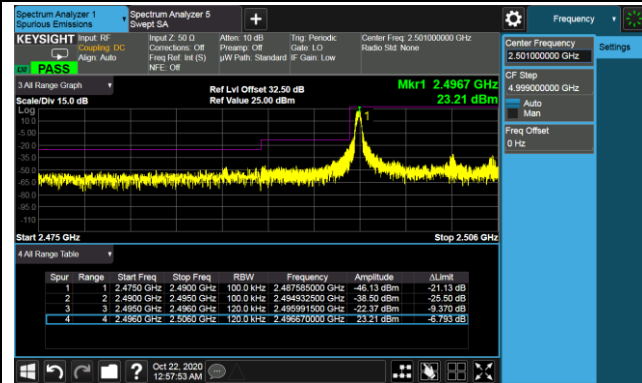 Spectrum Analyzer 1
Spurious Emissions
Spectrum Analyzer 5
Swept SA
Frequency
KEYSIGHT
PASS
Input: RF
Coupling: DC
Align: Auto
Input Z: 50 Ω
Corrections: Off
Freq Ref: Int (S)
NFE: Off
Atten: 10 dB
Preamp: Off
µW Path: Standard
Trig: Periodic
Gate: LO
IF Gain: Low
Center Freq: 2.501000000 GHz
Radio Std: None
Center Frequency
2.501000000 GHz
Settings
CF Step
4.999000000 GHz
Auto
Man
Freq Offset
0 Hz
3 All Range Graph
Scale/Div 15.0 dB
Ref Lvl Offset 32.50 dB
Ref Value 25.00 dBm
Mkr1 2.4967 GHz
23.21 dBm
Log
10.0
-5.00
-20.0
-35.0
-50.0
-65.0
-80.0
-95.0
-110
1
Start 2.475 GHz
Stop 2.506 GHz
4 All Range Table
Spur Range Start Freq Stop Freq RBW Frequency Amplitude ΔLimit
1 1 2.4750 GHz 2.4900 GHz 100.0 kHz 2.487585000 GHz -46.13 dBm -21.13 dB
2 2 2.4900 GHz 2.4950 GHz 100.0 kHz 2.494932500 GHz -38.50 dBm -25.50 dB
3 3 2.4950 GHz 2.4960 GHz 120.0 kHz 2.495991500 GHz -22.37 dBm -9.370 dB
4 4 2.4960 GHz 2.5060 GHz 120.0 kHz 2.496670000 GHz 23.21 dBm -6.793 dB
?
Oct 22, 2020
12:57:53 AM